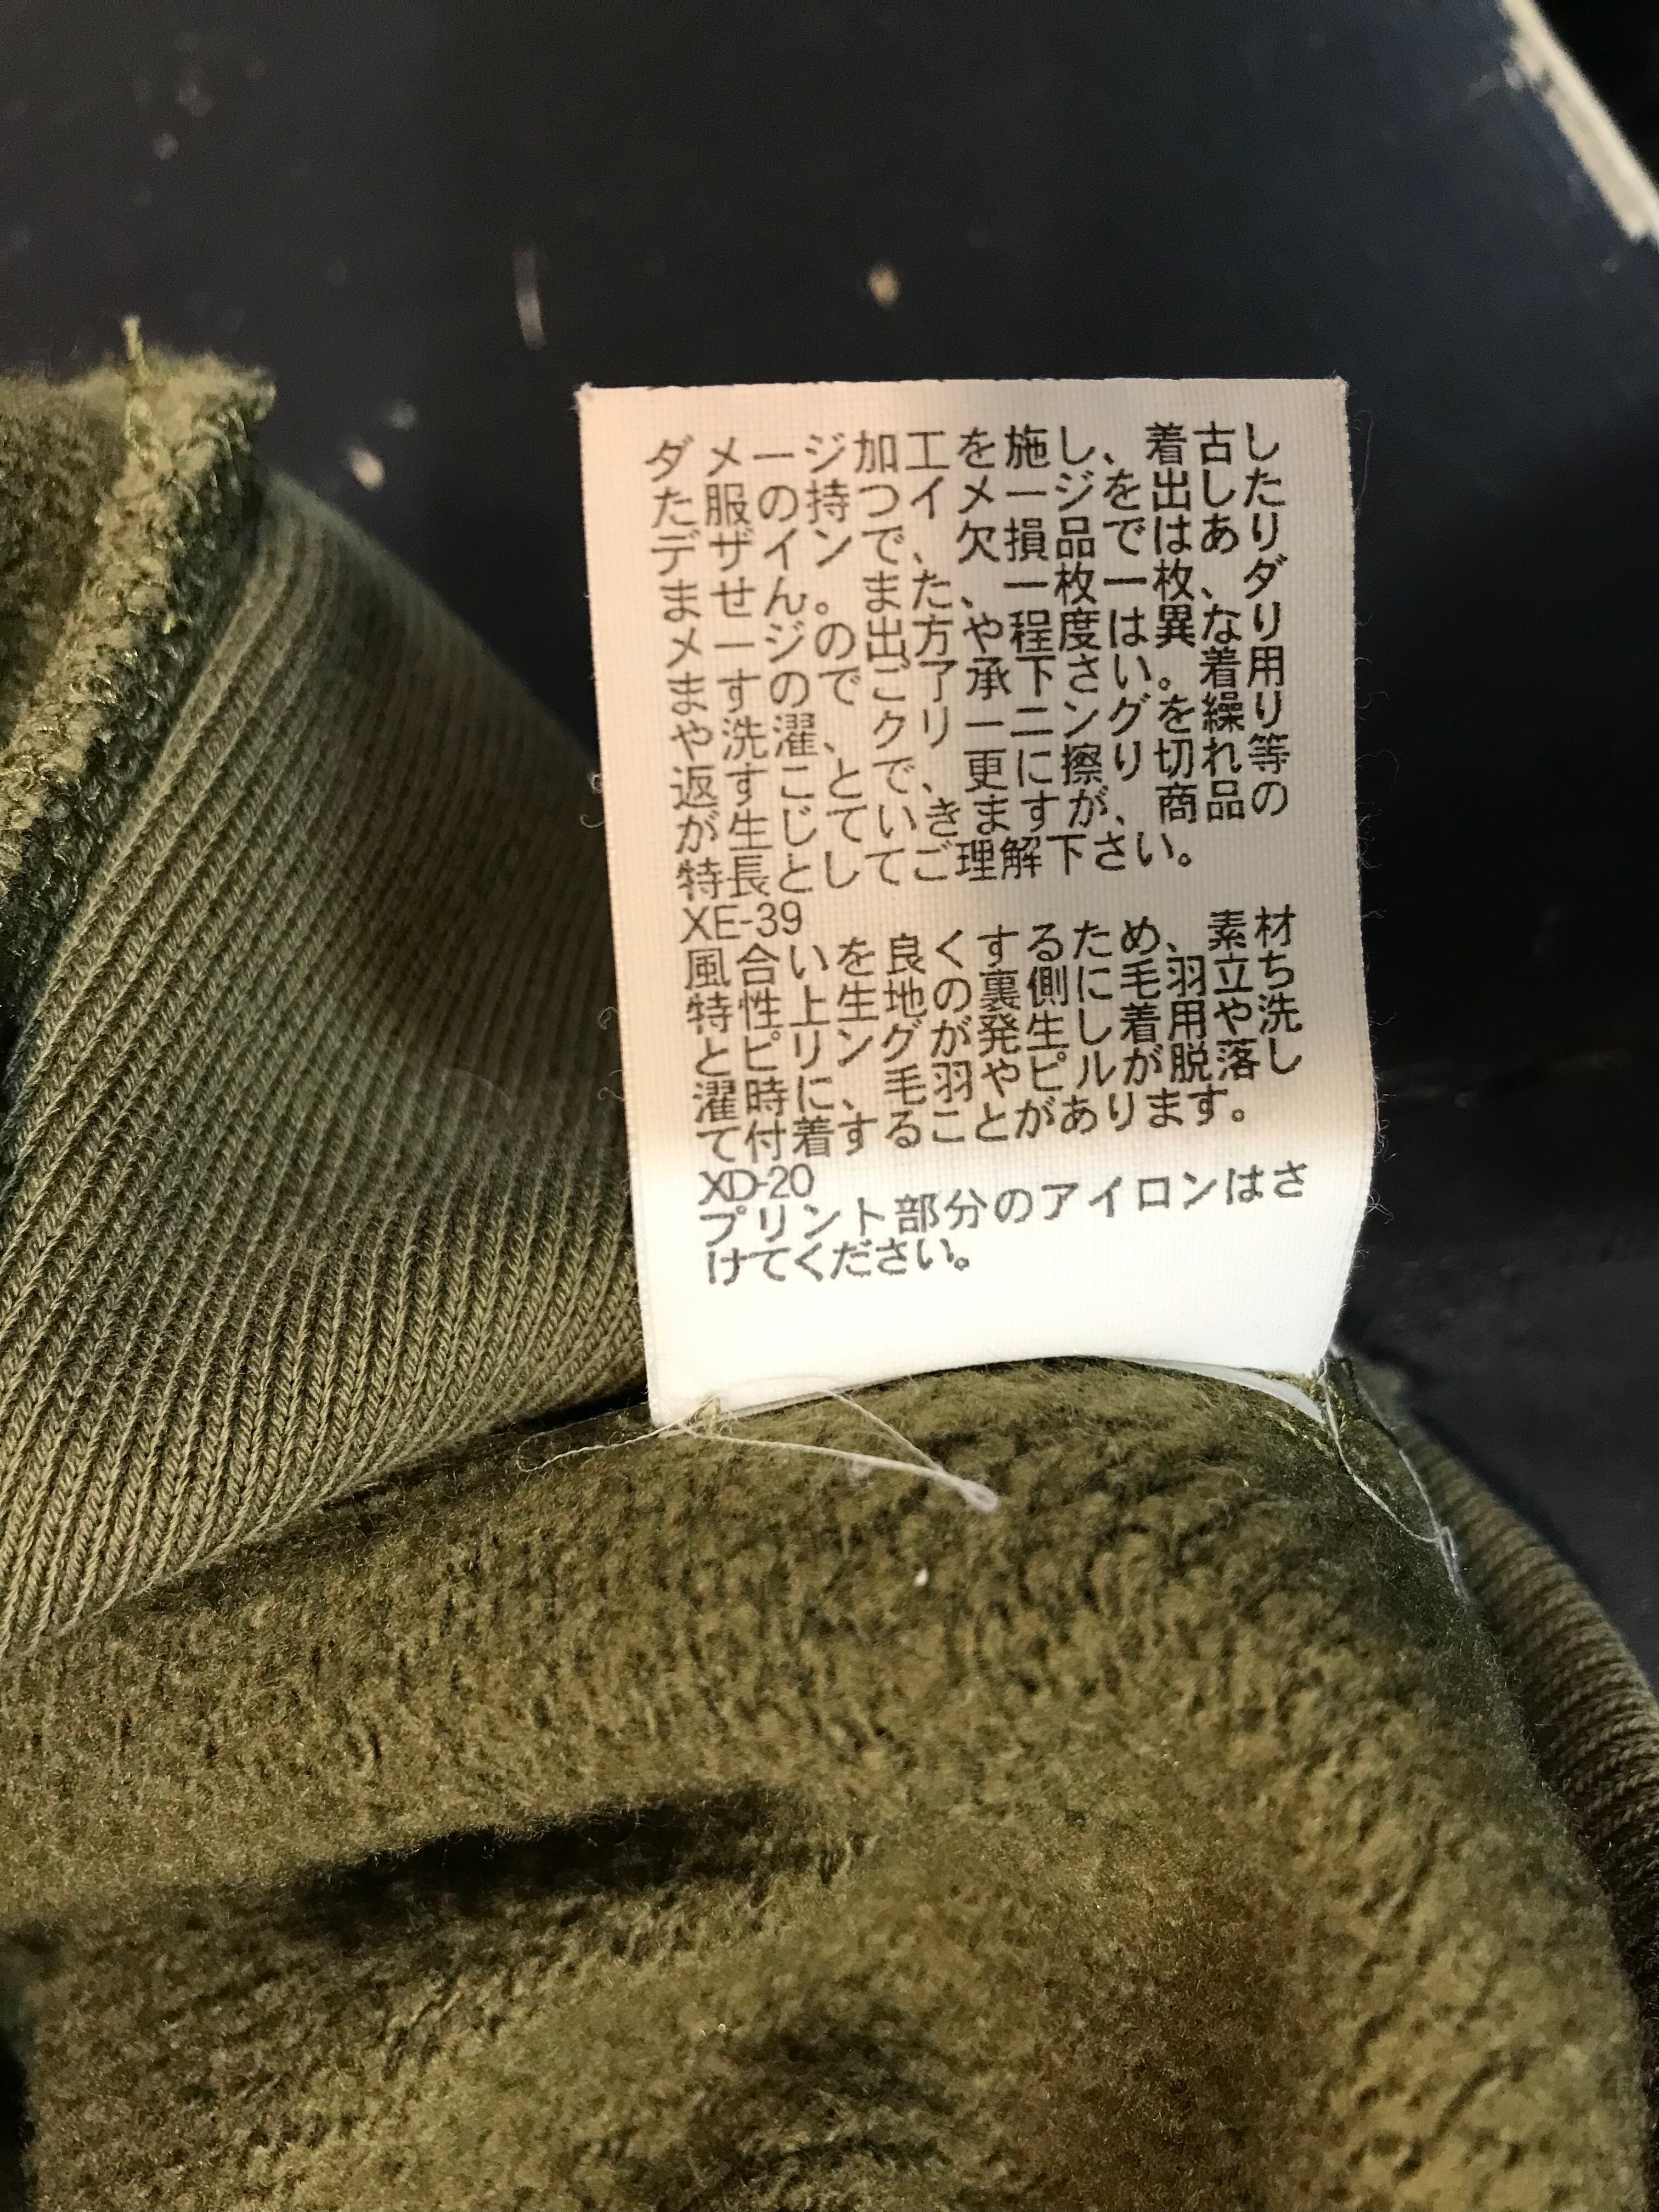 ダメージ加工を施し、着古し
た服の持つイメージを出した
デザインで、欠損品ではあり
ません。また、一枚一枚、ダ
メージの出方や程度は異なり
ますのでご了承下さい。着用
や洗濯、クリーニングを繰り
返すことで、更に擦り切れ等
が生じていきますが、商品の
特長としてご理解下さい。
XE-39
風合いを良くするため、素材
特性上生地の裏側に毛羽立ち
とピリングが発生し着用や洗
濯時に、毛羽やピルが脱落し
て付着することがあります。
XD-20
プリント部分のアイロンはさ
けてください。